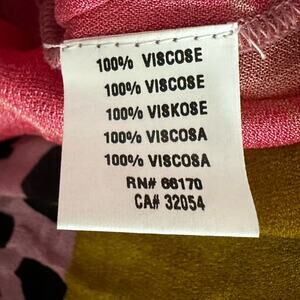 100% VISCOSE
100% VISCOSE
100% VISKOSE
100% VISCOSA
100% VISCOSA
RN# 66170
CA# 32054